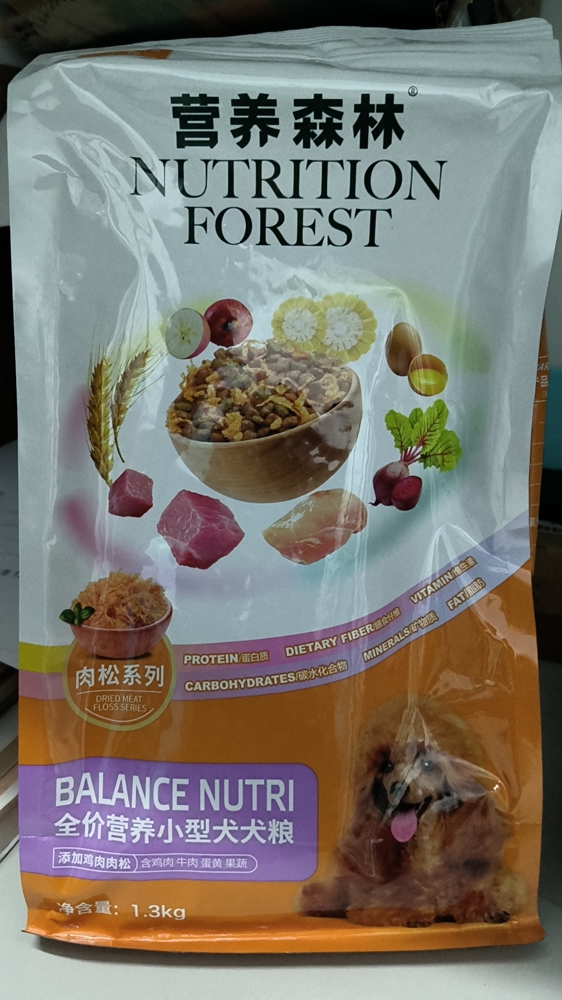 营养森林®
NUTRITION
FOREST
PROTEIN/蛋白质
DIETARY FIBER/膳食纤维
VITAMIN/维生素
CARBOHYDRATES/碳水化合物
MINERALS/矿物质
FAT/脂肪
肉松系列
DRIED MEAT
FLOSS SERIES
BALANCE NUTRI
全价营养小型犬犬粮
添加鸡肉肉松 含鸡肉 牛肉 蛋黄 果蔬
净含量：1.3kg